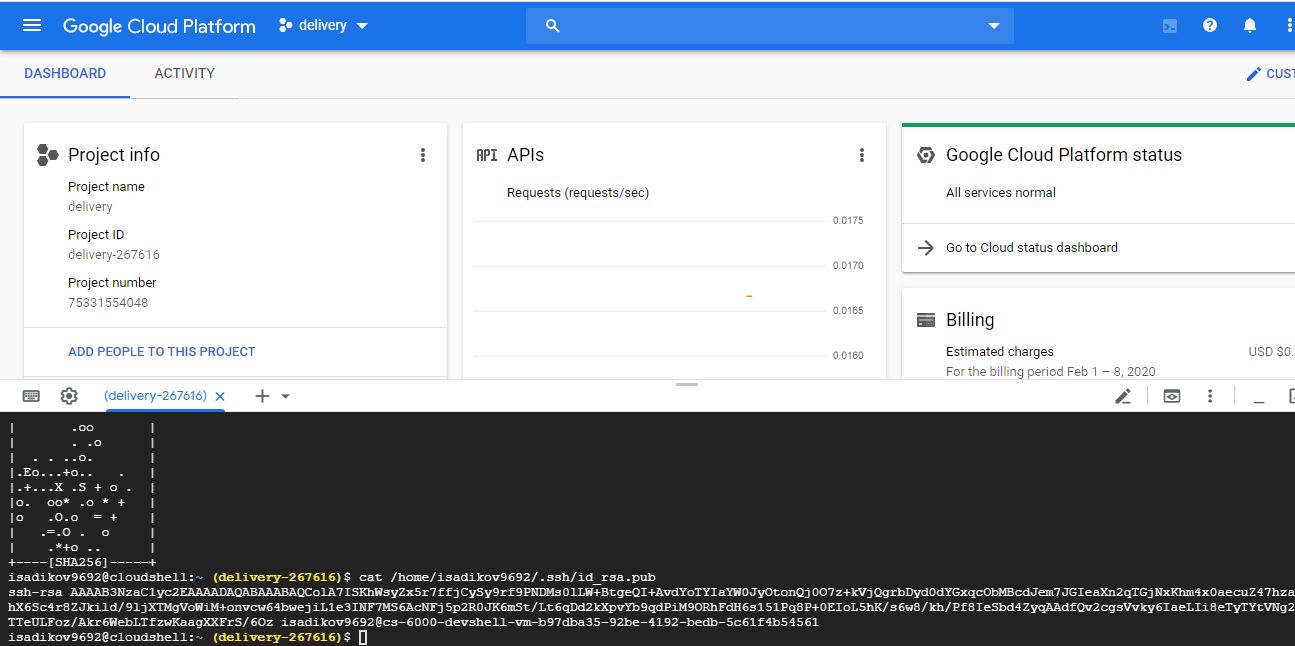 Google Cloud Platform
delivery
DASHBOARD
ACTIVITY
CUST
Project info
Project name
delivery
Project ID
delivery-267616
Project number
75331554048
ADD PEOPLE TO THIS PROJECT
API APIs
Requests (requests/sec)
0.0175
0.0170
0.0165
0.0160
Google Cloud Platform status
All services normal
Go to Cloud status dashboard
Billing
Estimated charges
USD $0.
For the billing period Feb 1 – 8, 2020
(delivery-267616)
|       .oo       |
|       . .o      |
|  . . ..o.       |
|.Eo...+o..   .   |
|.+...X .S + o .  |
|o.  oo* .o * +   |
|o   .O.o  = +    |
|   .=.O .  o     |
|    .*+o ..      |
+----[SHA256]-----+
isadikov9692@cloudshell:~ (delivery-267616)$ cat /home/isadikov9692/.ssh/id_rsa.pub
ssh-rsa AAAAB3NzaC1yc2EAAAADAQABAAABAQColA7ISKhWsyZx5r7ffjCySy9rf9PNDMs0lLW+BtgeQI+AvdYoTYIaYW0JyOtonQj0O7z+kVjQgrbDyd0dYGxqcObMBcdJem7JGIeaXn2qTGjNxKhm4x0aecuZ47hza
hX6Sc4r8ZJkild/9ljXTMgVoWiM+onvcw64bwejiL1e3INF7MS6AcNFj5p2R0JK6mSt/Lt6qDd2kXpvYb9qdPiM9ORhFdH6s151Pq8P+0EIoL5hK/s6w8/kh/Pf8IeSbd4ZyqAAdfQv2cgsVvky6IaeLIi8eTyTYtVNg2
TTeULFoz/Akr6WebLTfzwKaagXXFrS/6Oz isadikov9692@cs-6000-devshell-vm-b97dba35-92be-4192-bedb-5c61f4b54561
isadikov9692@cloudshell:~ (delivery-267616)$